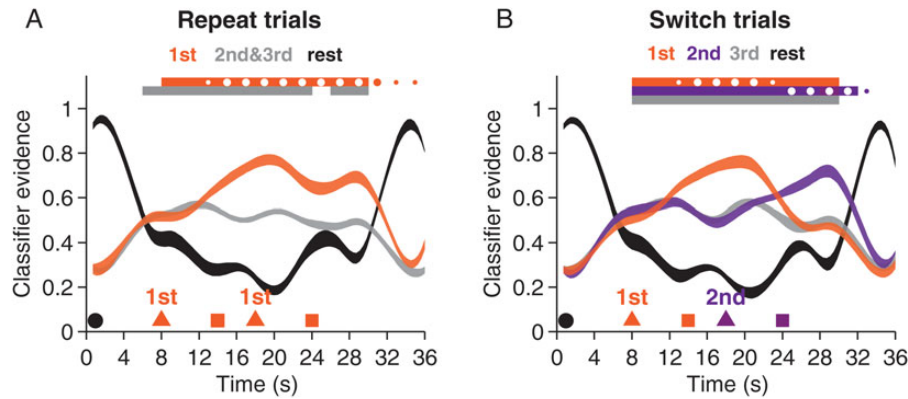 A
Repeat trials
1st 2nd&3rd rest
Classifier evidence
1
0.8
0.6
0.4
0.2
0
1st 1st
0 4 8 12 16 20 24 28 32 36
Time (s)
B
Switch trials
1st 2nd 3rd rest
Classifier evidence
1
0.8
0.6
0.4
0.2
0
1st 2nd
0 4 8 12 16 20 24 28 32 36
Time (s)